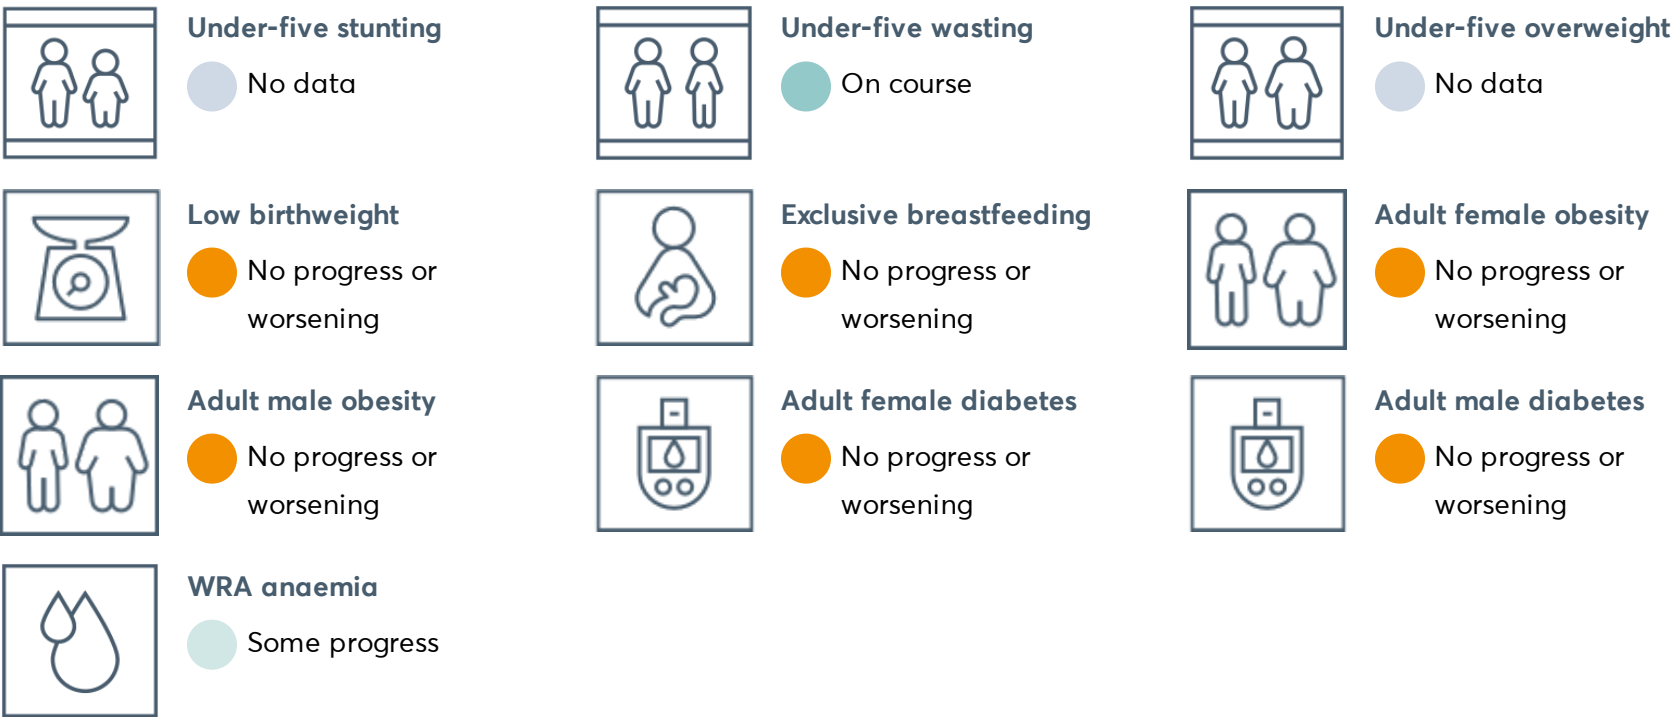 Under-five stunting
No data
Under-five wasting
On course
Under-five overweight
No data
Low birthweight
No progress or
worsening
Exclusive breastfeeding
No progress or
worsening
Adult female obesity
No progress or
worsening
Adult male obesity
No progress or
worsening
Adult female diabetes
No progress or
worsening
Adult male diabetes
No progress or
worsening
WRA anaemia
Some progress